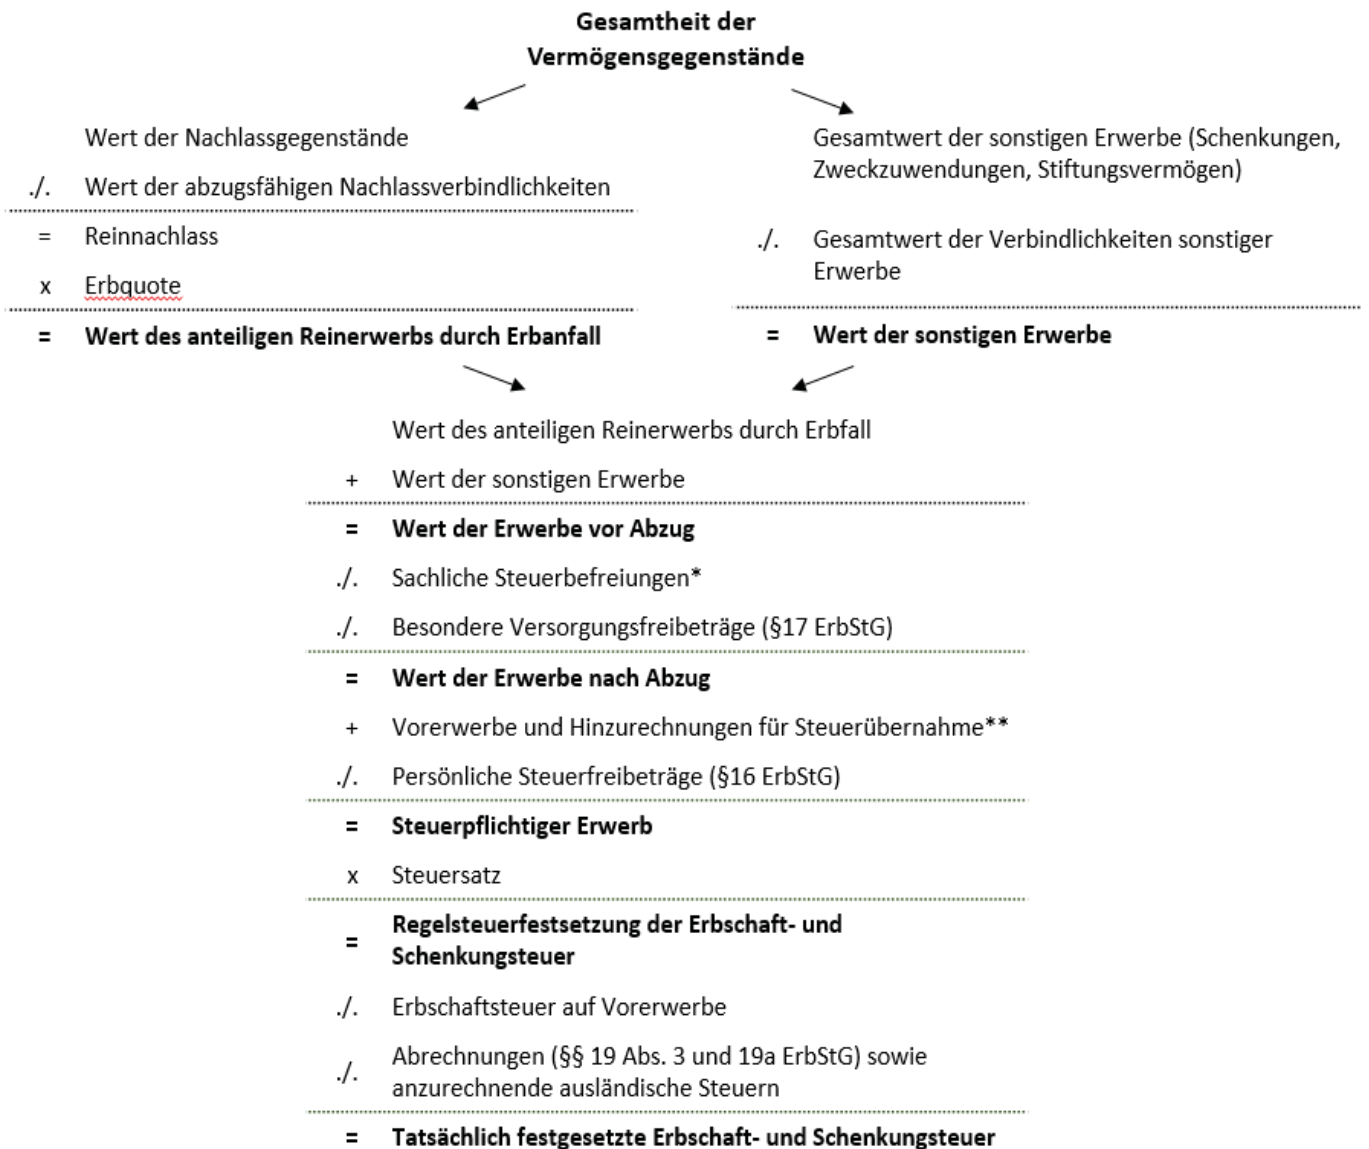 Gesamtheit der
Vermögensgegenstände
Wert der Nachlassgegenstände
./. Wert der abzugsfähigen Nachlassverbindlichkeiten
= Reinnachlass
x Erbquote
= Wert des anteiligen Reinerwerbs durch Erbanfall
Gesamtwert der sonstigen Erwerbe (Schenkungen,
Zweckzuwendungen, Stiftungsvermögen)
./. Gesamtwert der Verbindlichkeiten sonstiger
Erwerbe
= Wert der sonstigen Erwerbe
Wert des anteiligen Reinerwerbs durch Erbfall
+ Wert der sonstigen Erwerbe
= Wert der Erwerbe vor Abzug
./. Sachliche Steuerbefreiungen*
./. Besondere Versorgungsfreibeträge (§17 ErbStG)
= Wert der Erwerbe nach Abzug
+ Vorerwerbe und Hinzurechnungen für Steuerübernahme**
./. Persönliche Steuerfreibeträge (§16 ErbStG)
= Steuerpflichtiger Erwerb
x Steuersatz
= Regelsteuerfestsetzung der Erbschaft- und
Schenkungsteuer
./. Erbschaftsteuer auf Vorerwerbe
./. Abrechnungen (§§ 19 Abs. 3 und 19a ErbStG) sowie
anzurechnende ausländische Steuern
= Tatsächlich festgesetzte Erbschaft- und Schenkungsteuer